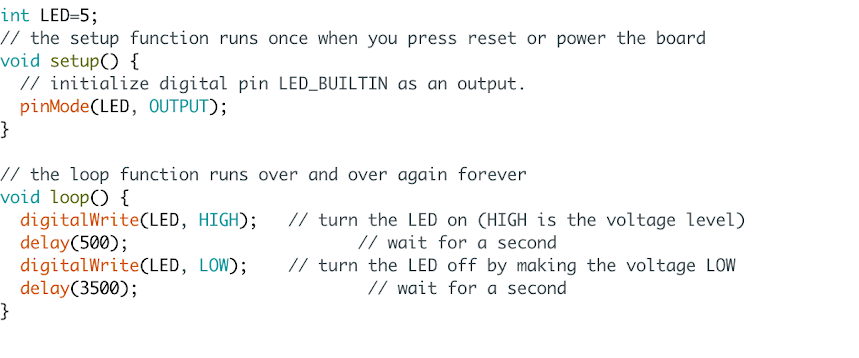 int LED=5;
// the setup function runs once when you press reset or power the board
void setup() {
  // initialize digital pin LED_BUILTIN as an output.
  pinMode(LED, OUTPUT);
}

// the loop function runs over and over again forever
void loop() {
  digitalWrite(LED, HIGH);   // turn the LED on (HIGH is the voltage level)
  delay(500);                       // wait for a second
  digitalWrite(LED, LOW);    // turn the LED off by making the voltage LOW
  delay(3500);                       // wait for a second
}